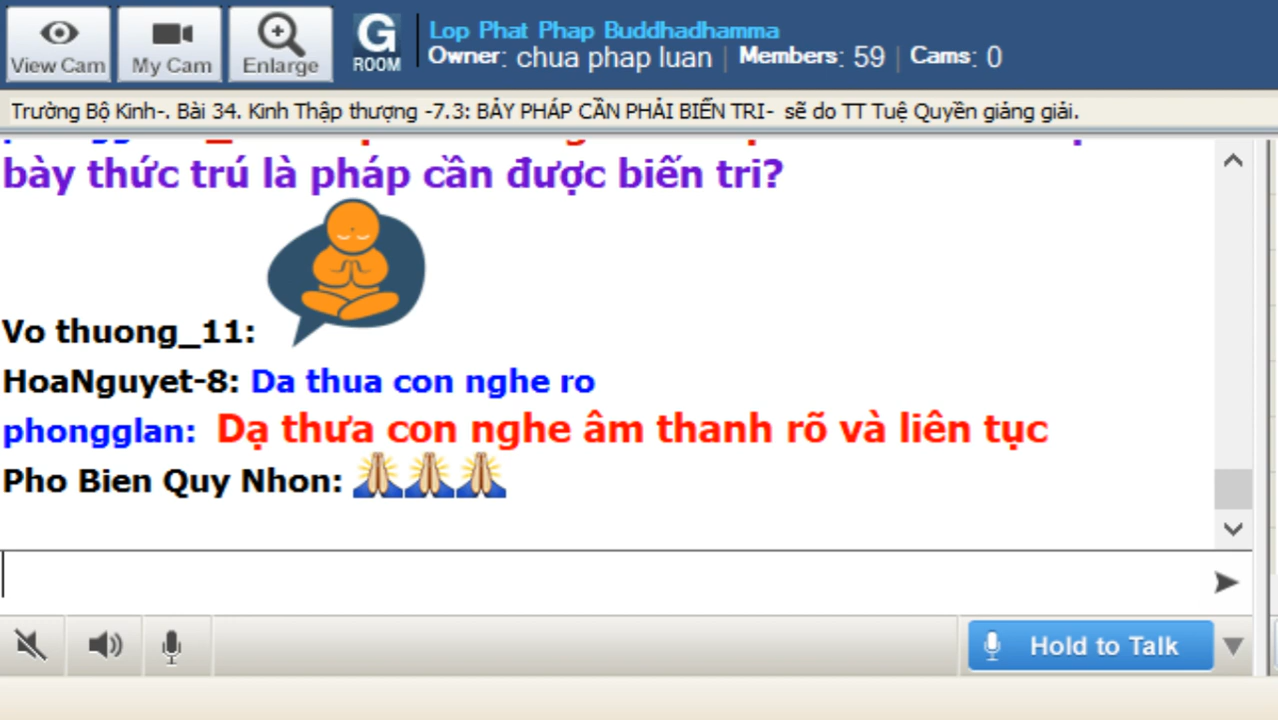 Lop Phat Phap Buddhadhamma
View Cam My Cam Enlarge G ROOM Owner: chua phap luan | Members: 59 | Cams: 0
Trường Bộ Kinh-. Bài 34. Kinh Thập thượng -7.3: BẢY PHÁP CẦN PHẢI BIẾN TRI- sẽ do TT Tuệ Quyền giảng giải.
bày thức trú là pháp cần được biến tri?
Vo thuong_11:
HoaNguyet-8: Da thua con nghe ro
phongglan: Dạ thưa con nghe âm thanh rõ và liên tục
Pho Bien Quy Nhon:
Hold to Talk